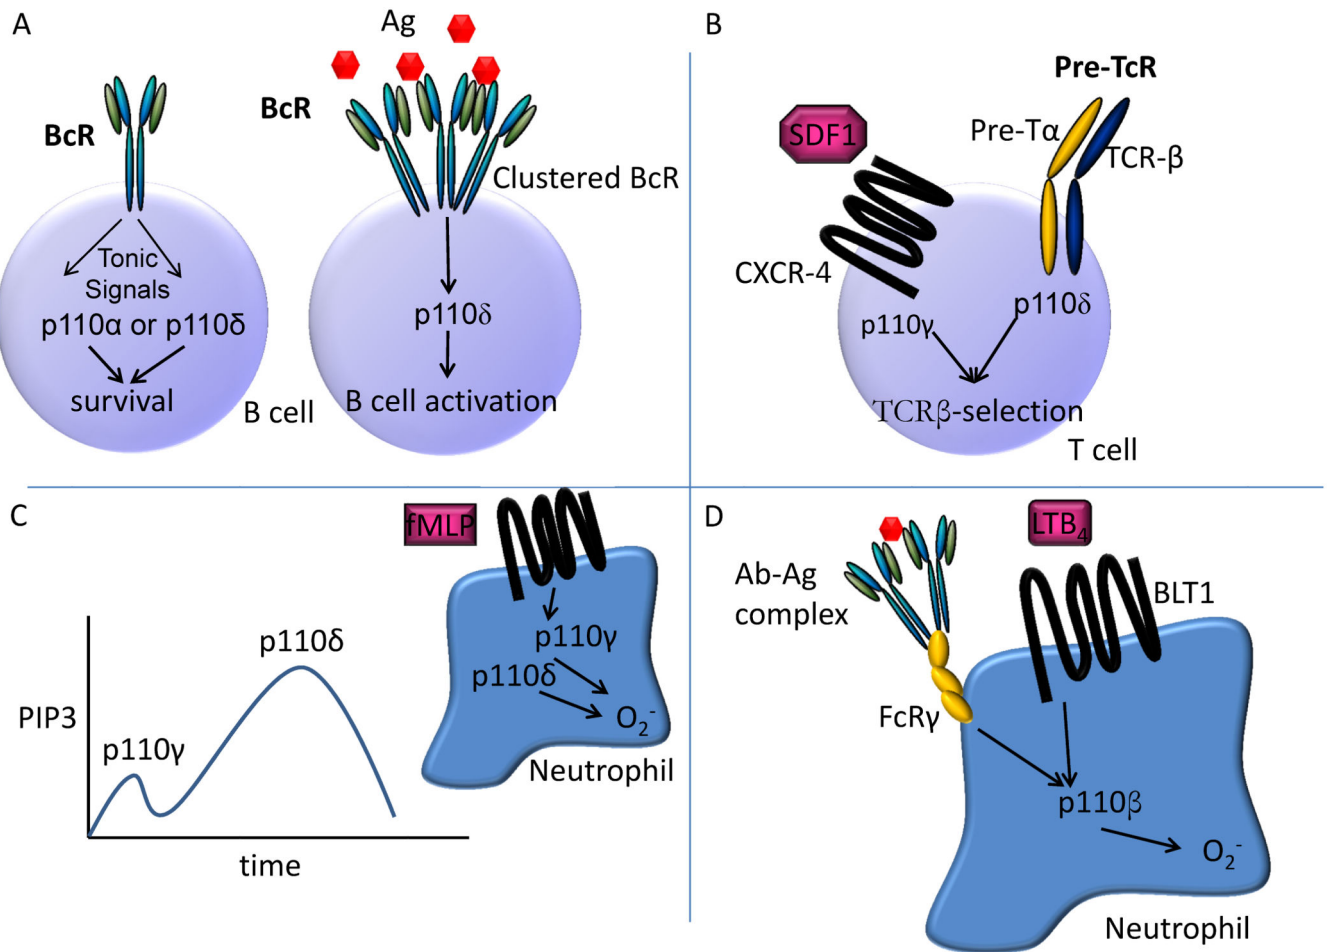 A
Ag
BcR
BcR
Clustered BcR
Tonic
Signals
p110α or p110δ
survival
B cell
p110δ
B cell activation
B
Pre-TcR
SDF1
Pre-Tα
TCR-β
CXCR-4
p110γ
p110δ
TCRβ-selection
T cell
C
fMLP
p110γ
p110δ
O₂⁻
Neutrophil
p110δ
PIP3
p110γ
time
D
LTB₄
Ab-Ag
complex
BLT1
FcRγ
p110β
O₂⁻
Neutrophil